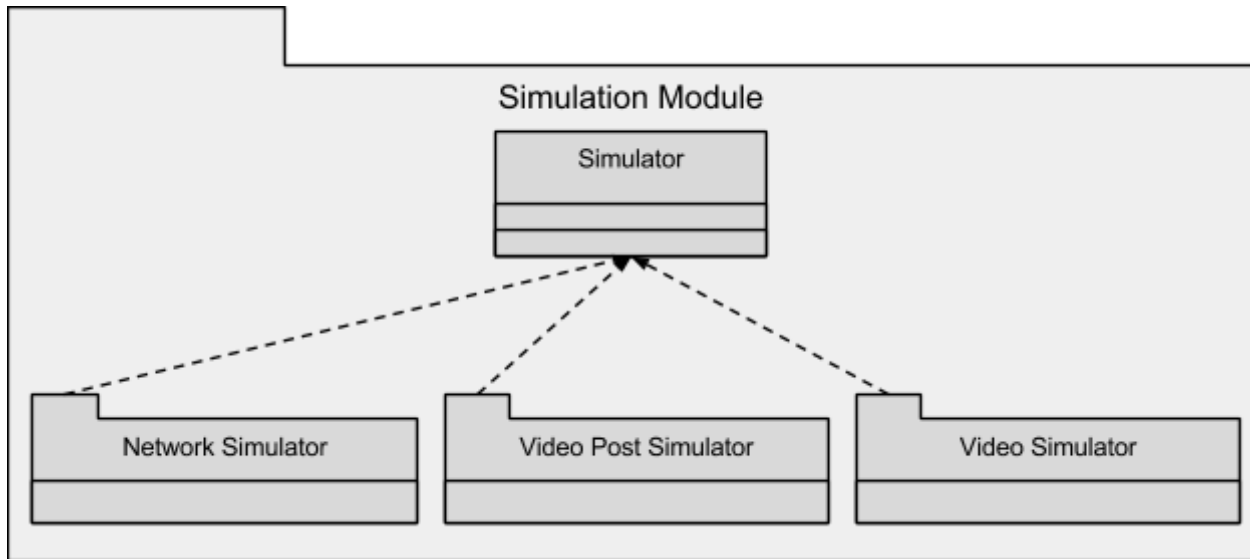 Simulation Module
Simulator
Network Simulator
Video Post Simulator
Video Simulator